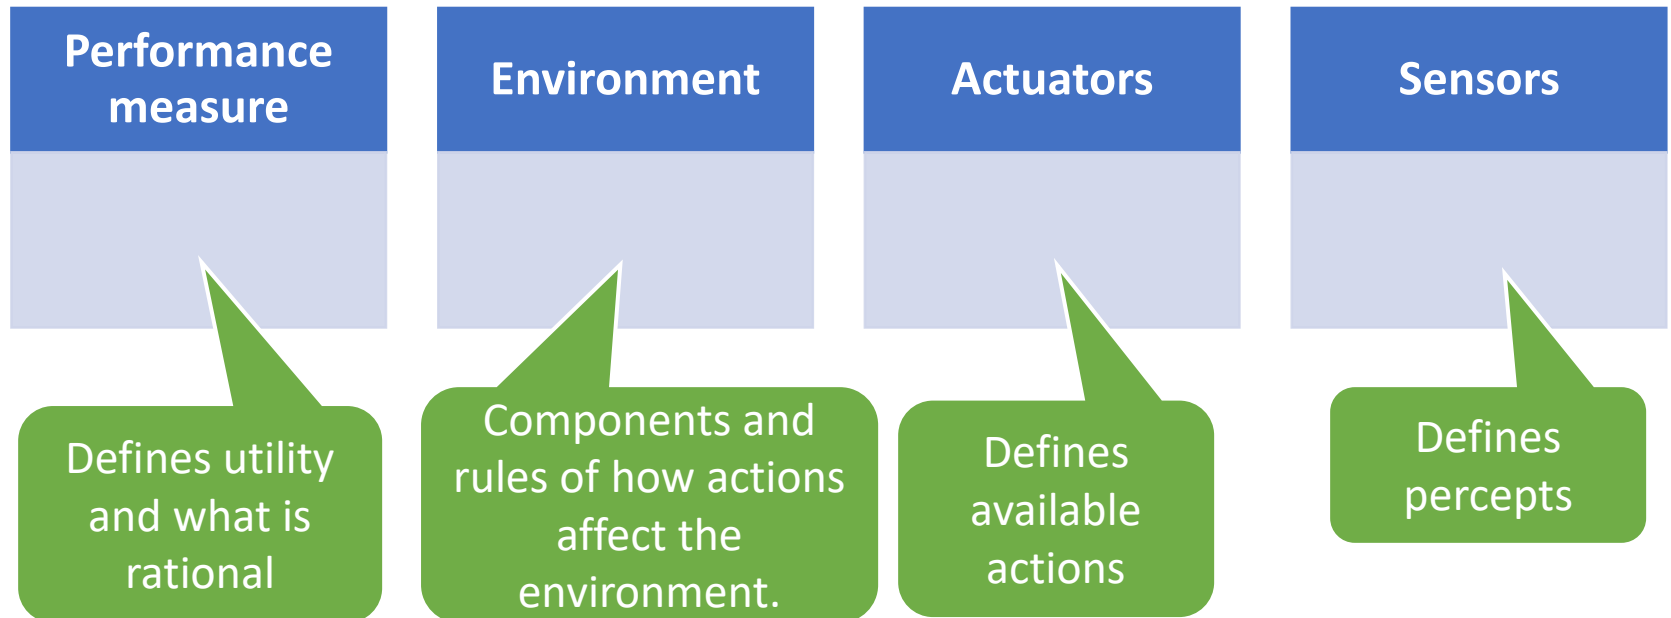 Performance
measure
Environment
Actuators
Sensors
Defines utility
and what is
rational
Components and
rules of how actions
affect the
environment.
Defines
available
actions
Defines
percepts